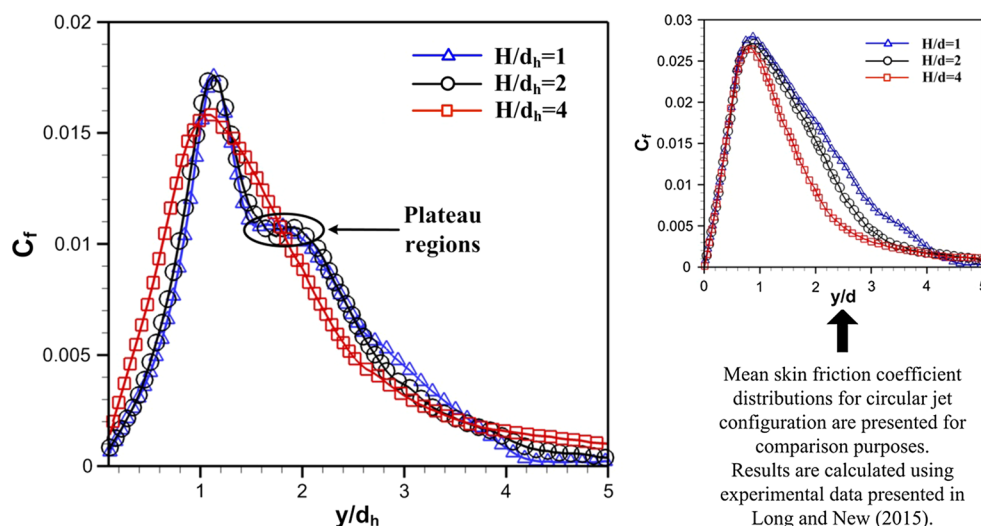 0.02
0.015
0.01
0.005
0
C_f
H/d_h=1
H/d_h=2
H/d_h=4
Plateau
regions
1
2
3
4
5
y/d_h
0.03
0.025
0.02
0.015
0.01
0.005
0
C_f
H/d=1
H/d=2
H/d=4
0
1
2
3
4
5
y/d
Mean skin friction coefficient
distributions for circular jet
configuration are presented for
comparison purposes.
Results are calculated using
experimental data presented in
Long and New (2015).